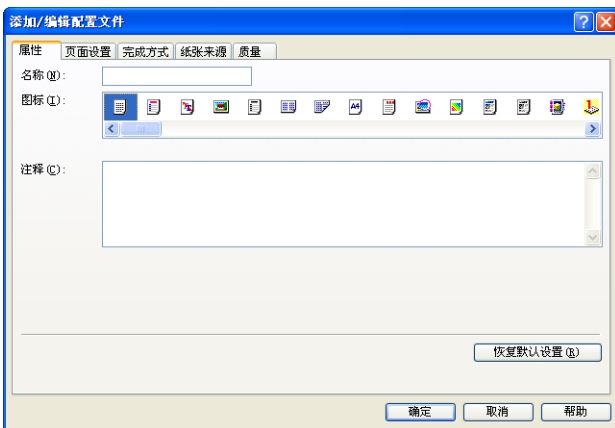 添加/编辑配置文件
属性 页面设置 完成方式 纸张来源 质量
名称(N):
图标(I):
A4
注释(C):
恢复默认设置(R)
确定 取消 帮助